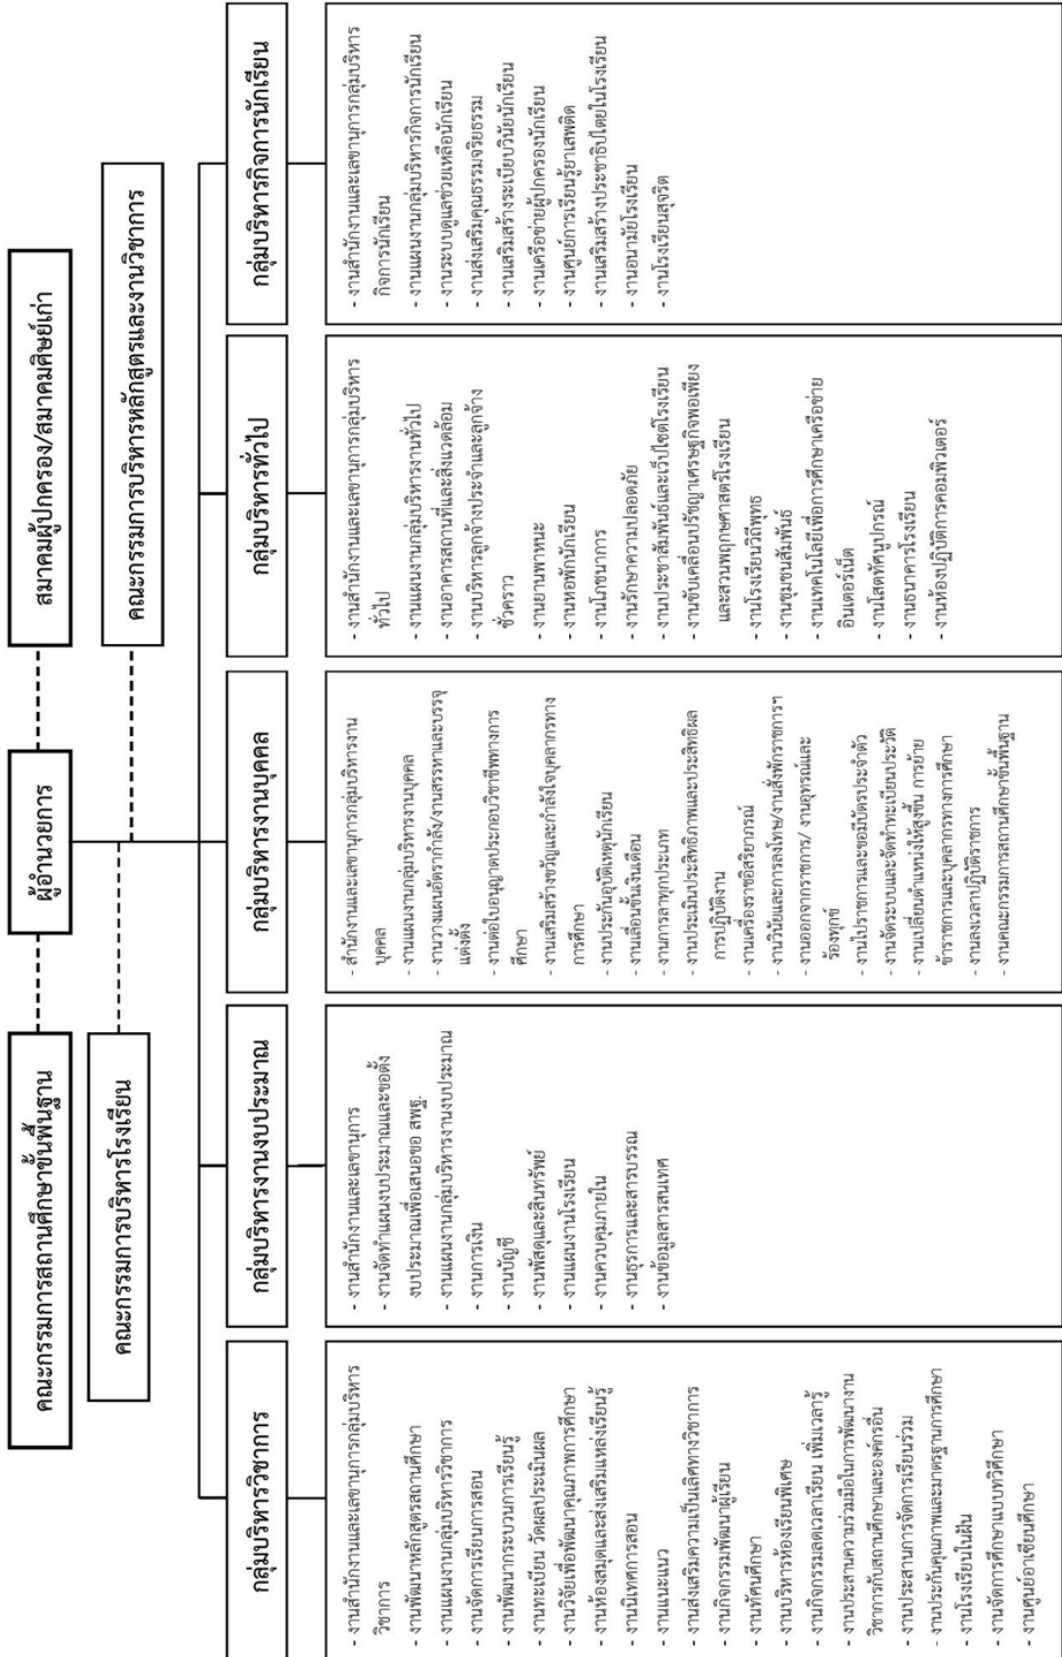 คณะกรรมการสถานศึกษาขั้นพื้นฐาน
ผู้อำนวยการ
สมาคมผู้ปกครอง/สมาคมศิษย์เก่า
คณะกรรมการบริหารโรงเรียน
คณะกรรมการบริหารหลักสูตรและงานวิชาการ
กลุ่มบริหารวิชาการ
- งานสำนักงานและเลขานุการกลุ่มบริหาร
วิชาการ
- งานพัฒนาหลักสูตรสถานศึกษา
- งานแผนงานกลุ่มบริหารวิชาการ
- งานจัดการเรียนการสอน
- งานพัฒนากระบวนการเรียนรู้
- งานทะเบียน วัดผลประเมินผล
- งานวิจัยเพื่อพัฒนาคุณภาพการศึกษา
- งานห้องสมุดและส่งเสริมแหล่งเรียนรู้
- งานนิเทศการสอน
- งานแนะแนว
- งานส่งเสริมความเป็นเลิศทางวิชาการ
- งานกิจกรรมพัฒนาผู้เรียน
- งานทัศนศึกษา
- งานบริหารห้องเรียนพิเศษ
- งานกิจกรรมลดเวลาเรียน เพิ่มเวลารู้
- งานประสานความร่วมมือในการพัฒนางาน
วิชาการกับสถานศึกษาและองค์กรอื่น
- งานประสานการจัดการเรียนร่วม
- งานประกันคุณภาพและมาตรฐานการศึกษา
- งานโรงเรียนในฝัน
- งานจัดการศึกษาแบบทวิศึกษา
- งานศูนย์อาเซียนศึกษา
กลุ่มบริหารงานงบประมาณ
- งานสำนักงานและเลขานุการ
- งานจัดทำแผนงบประมาณและขอตั้ง
งบประมาณเพื่อเสนอขอ สพฐ.
- งานแผนงานกลุ่มบริหารงานงบประมาณ
- งานการเงิน
- งานบัญชี
- งานพัสดุและสินทรัพย์
- งานแผนงานโรงเรียน
- งานควบคุมภายใน
- งานธุรการและสารบรรณ
- งานข้อมูลสารสนเทศ
กลุ่มบริหารงานบุคคล
- สำนักงานและเลขานุการกลุ่มบริหารงาน
บุคคล
- งานแผนงานกลุ่มบริหารงานบุคคล
- งานวางแผนอัตรากำลัง/งานสรรหาและบรรจุ
แต่งตั้ง
- งานต่อใบอนุญาตประกอบวิชาชีพทางการ
ศึกษา
- งานเสริมสร้างขวัญและกำลังใจบุคลากรทาง
การศึกษา
- งานประกันอุบัติเหตุนักเรียน
- งานเลื่อนขั้นเงินเดือน
- งานการลาทุกประเภท
- งานประเมินประสิทธิภาพและประสิทธิผล
การปฏิบัติงาน
- งานเครื่องราชอิสริยาภรณ์
- งานวินัยและการลงโทษ/งานสั่งพักราชการฯ
- งานออกจากราชการ/ งานอุทรณ์และ
ร้องทุกข์
- งานไปราชการและขอมีบัตรประจำตัว
- งานจัดระบบและจัดทำทะเบียนประวัติ
- งานเปลี่ยนตำแหน่งให้สูงขึ้น การย้าย
ข้าราชการและบุคลากรทางการศึกษา
- งานลงเวลาปฏิบัติราชการ
- งานคณะกรรมการสถานศึกษาขั้นพื้นฐาน
กลุ่มบริหารทั่วไป
- งานสำนักงานและเลขานุการกลุ่มบริหาร
ทั่วไป
- งานแผนงานกลุ่มบริหารงานทั่วไป
- งานอาคารสถานที่และสิ่งแวดล้อม
- งานบริหารลูกจ้างประจำและลูกจ้าง
ชั่วคราว
- งานยานพาหนะ
- งานหอพักนักเรียน
- งานโภชนาการ
- งานรักษาความปลอดภัย
- งานประชาสัมพันธ์และเว็บไซต์โรงเรียน
- งานขับเคลื่อนปรัชญาเศรษฐกิจพอเพียง
และสวนพฤกษศาสตร์โรงเรียน
- งานโรงเรียนวิถีพุทธ
- งานชุมชนสัมพันธ์
- งานเทคโนโลยีเพื่อการศึกษาเครือข่าย
อินเตอร์เน็ต
- งานโสตทัศนูปกรณ์
- งานธนาคารโรงเรียน
- งานห้องปฏิบัติการคอมพิวเตอร์
กลุ่มบริหารกิจการนักเรียน
- งานสำนักงานและเลขานุการกลุ่มบริหาร
กิจการนักเรียน
- งานแผนงานกลุ่มบริหารกิจการนักเรียน
- งานระบบดูแลช่วยเหลือนักเรียน
- งานส่งเสริมคุณธรรมจริยธรรม
- งานเสริมสร้างระเบียบวินัยนักเรียน
- งานเครือข่ายผู้ปกครองนักเรียน
- งานศูนย์การเรียนรู้ยาเสพติด
- งานเสริมสร้างประชาธิปไตยในโรงเรียน
- งานอนามัยโรงเรียน
- งานโรงเรียนสุจริต